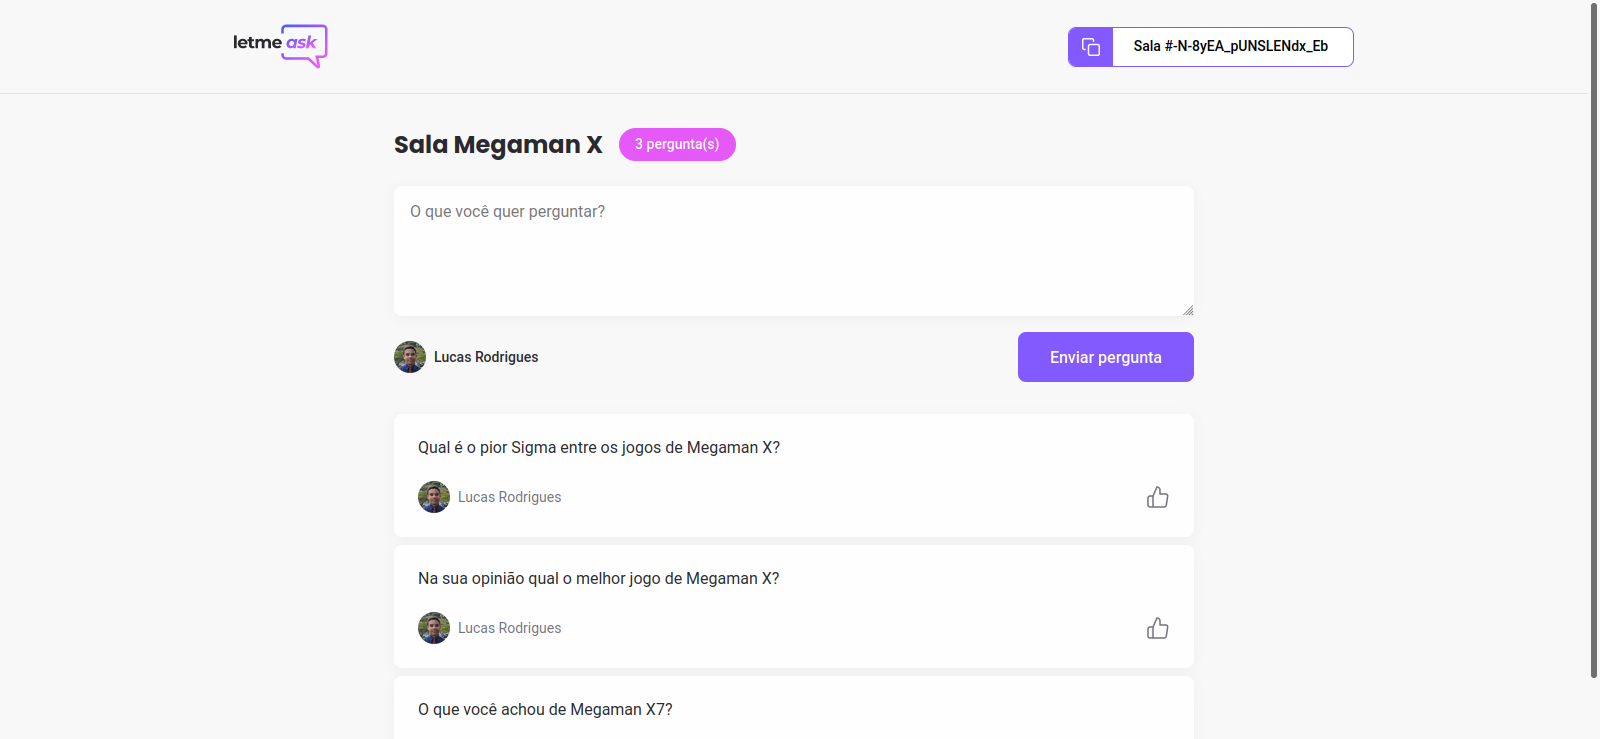 letme ask
Sala #-N-8yEA_pUNSLENdx_Eb
Sala Megaman X
3 pergunta(s)
O que você quer perguntar?
Lucas Rodrigues
Enviar pergunta
Qual é o pior Sigma entre os jogos de Megaman X?
Lucas Rodrigues
Na sua opinião qual o melhor jogo de Megaman X?
Lucas Rodrigues
O que você achou de Megaman X7?